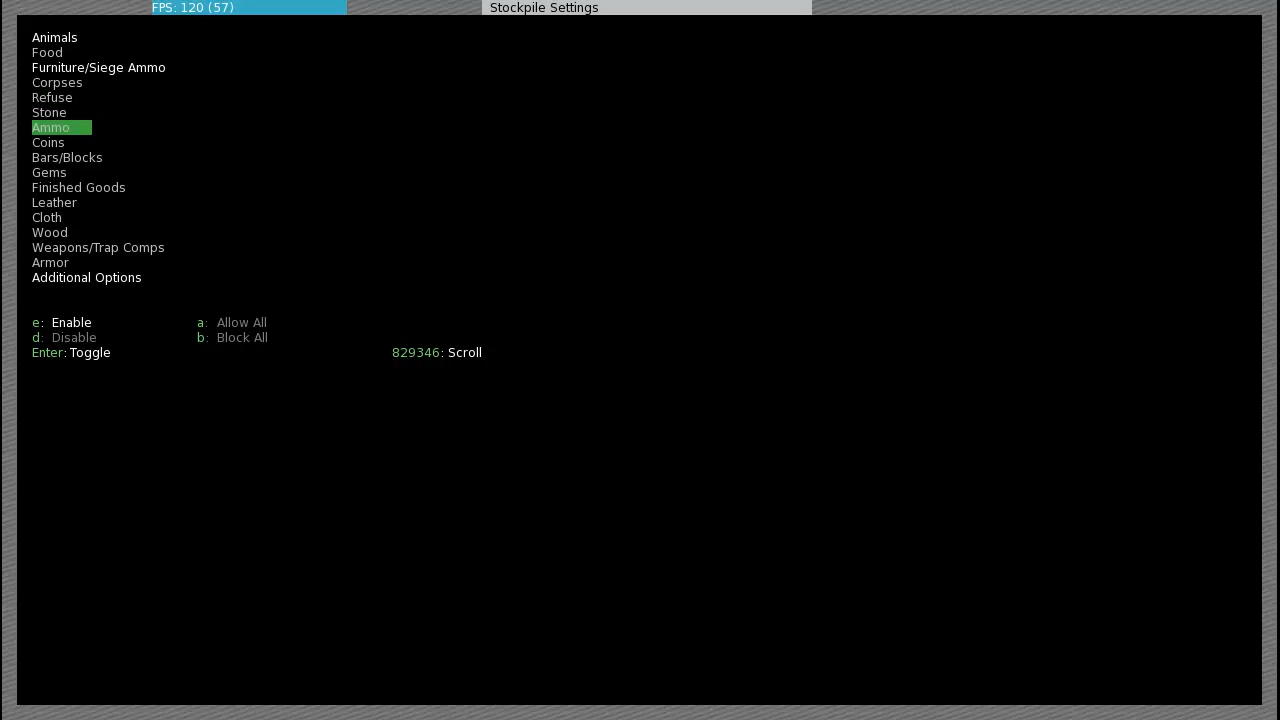 FPS: 120 (57) Stockpile Settings
Animals
Food
Furniture/Siege Ammo
Corpses
Refuse
Stone
Ammo
Coins
Bars/Blocks
Gems
Finished Goods
Leather
Cloth
Wood
Weapons/Trap Comps
Armor
Additional Options
e: Enable a: Allow All
d: Disable b: Block All
Enter: Toggle 829346: Scroll